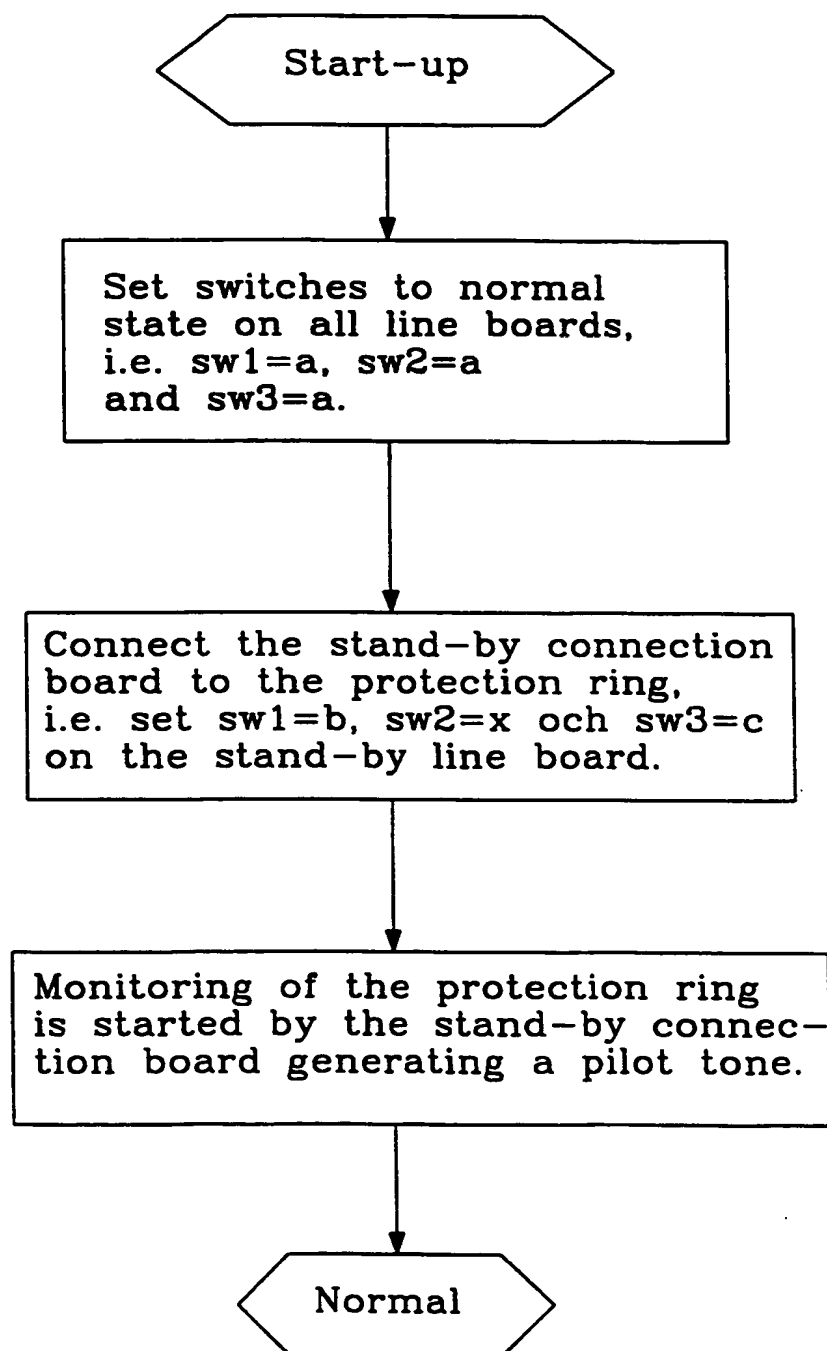 Start-up
Set switches to normal
state on all line boards,
i.e. sw1=a, sw2=a
and sw3=a.
Connect the stand-by connection
board to the protection ring,
i.e. set sw1=b, sw2=x och sw3=c
on the stand-by line board.
Monitoring of the protection ring
is started by the stand-by connec-
tion board generating a pilot tone.
Normal